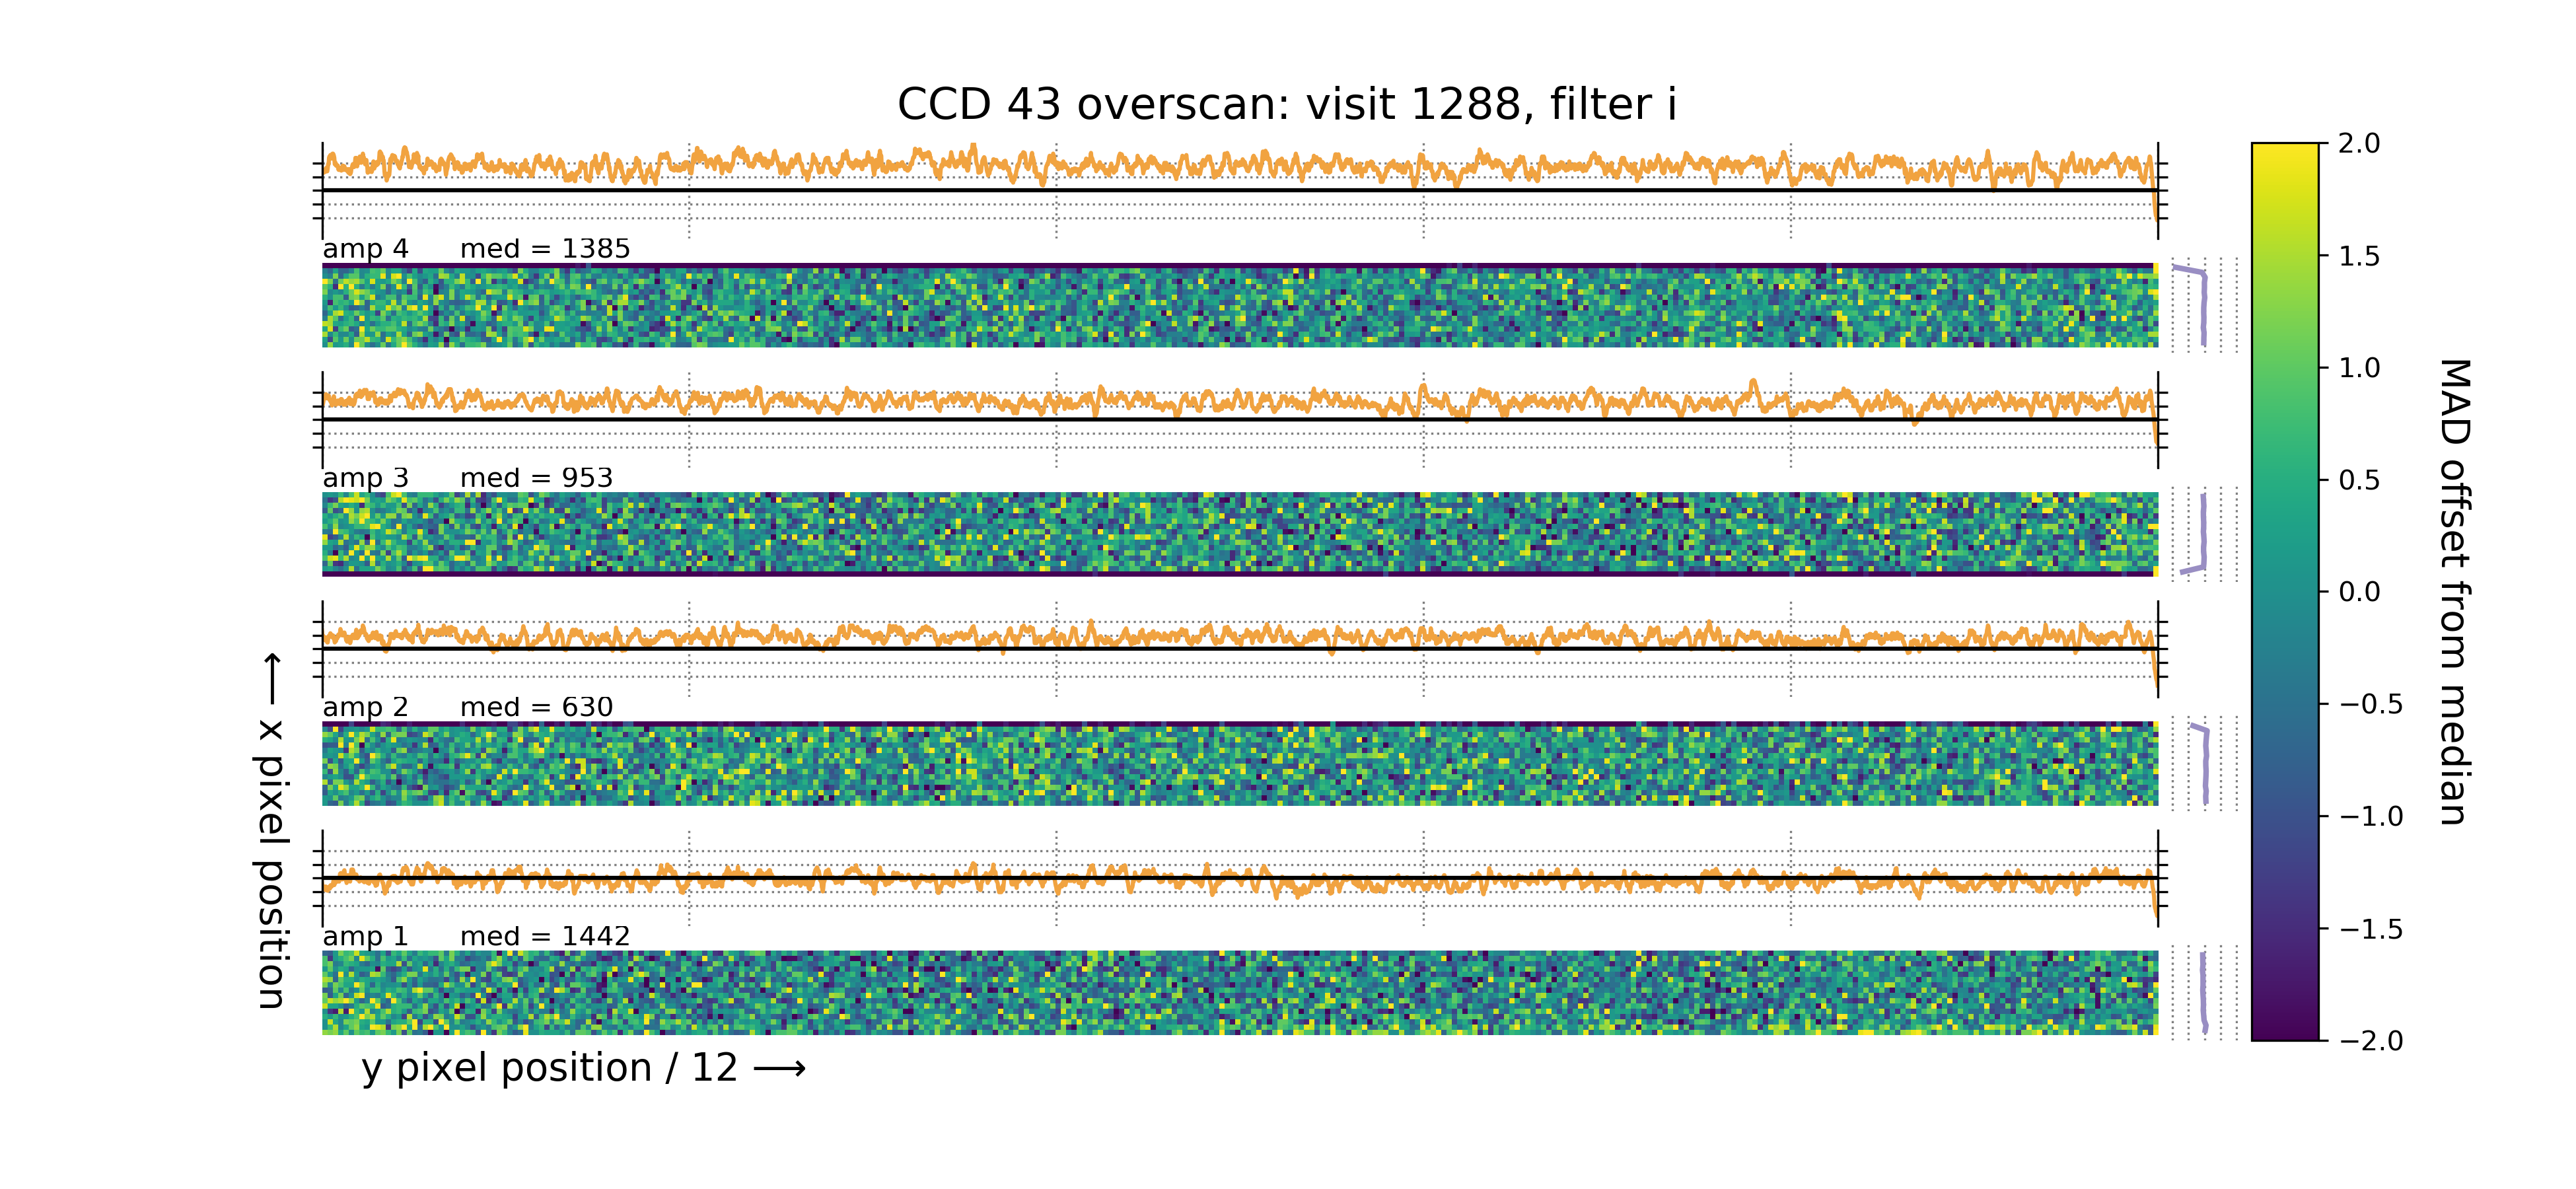 CCD 43 overscan: visit 1288, filter i
amp 4 med = 1385
amp 3 med = 953
amp 2 med = 630
amp 1 med = 1442
⟵ x pixel position
y pixel position / 12 ⟶
2.0
1.5
1.0
0.5
0.0
−0.5
−1.0
−1.5
−2.0
MAD offset from median